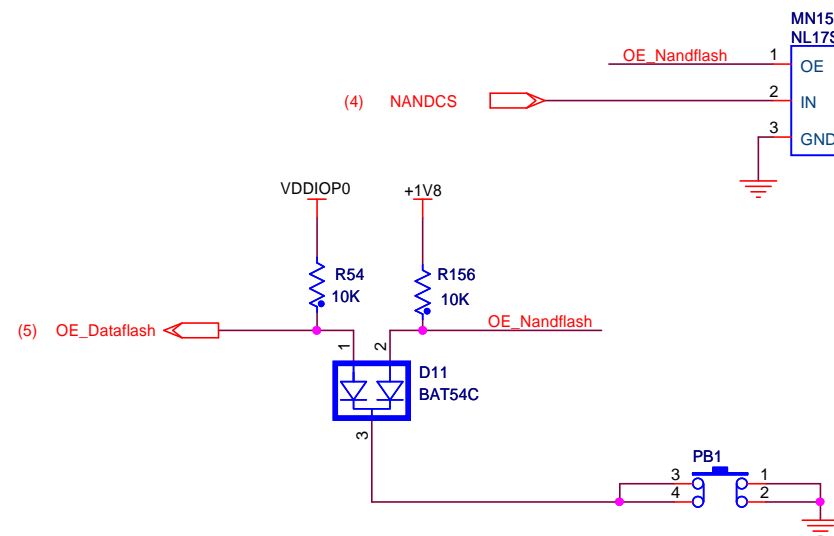 MN15
NL17S
OE_Nandflash
1
OE
(4) NANDCS
2
IN
3
GND
VDDIOP0
+1V8
R54
10K
R156
10K
(5) OE_Dataflash
OE_Nandflash
1
2
D11
BAT54C
3
PB1
3
1
4
2